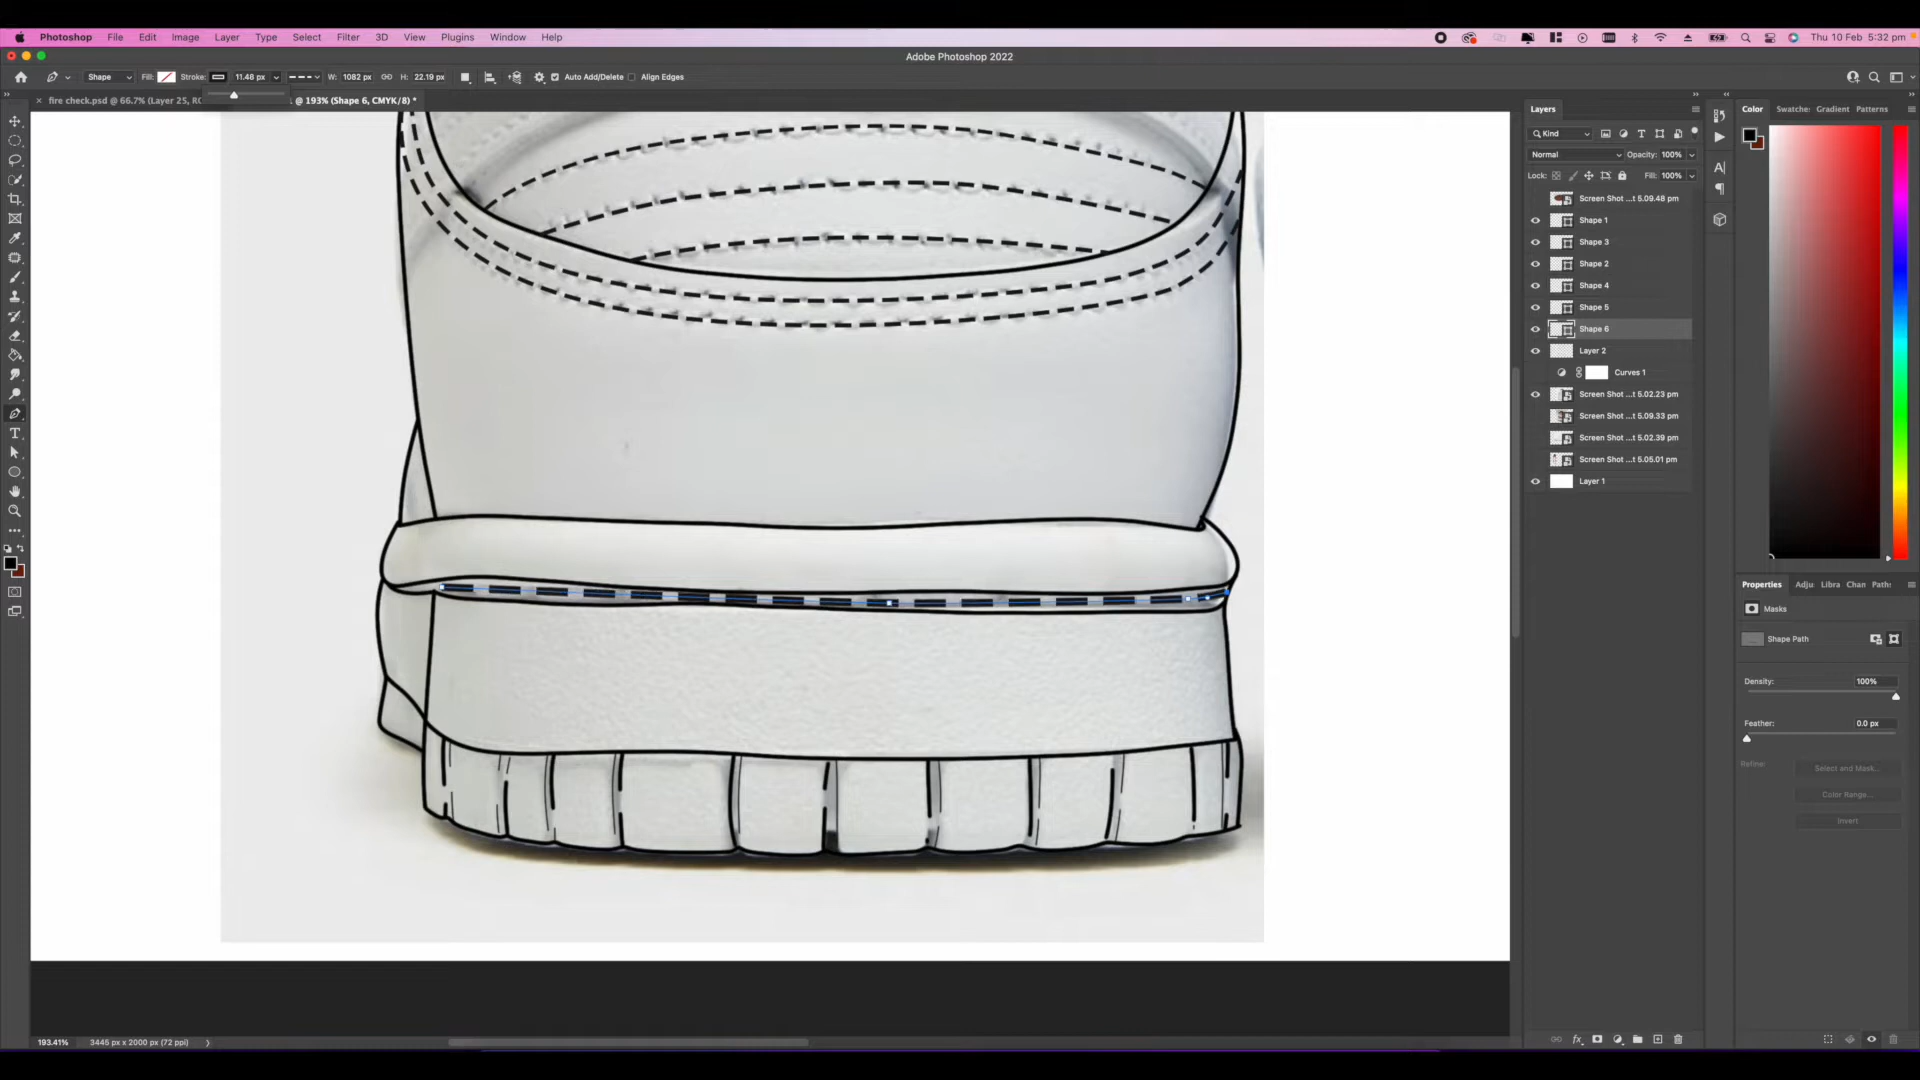 Photoshop File Edit Image Layer Type Select Filter 3D View Plugins Window Help Thu 10 Feb 5:32 pm
Adobe Photoshop 2022
Shape Fill: Stroke: 11.48 px W: 1082 px H: 22.19 px Auto Add/Delete Align Edges
× fire check.psd @ 66.7% (Layer 25, RG 1 @ 193% (Shape 6, CMYK/8) *
Layers
Kind
Normal Opacity: 100%
Lock: Fill: 100%
Screen Shot ...t 5.09.48 pm
Shape 1
Shape 3
Shape 2
Shape 4
Shape 5
Shape 6
Layer 2
Curves 1
Screen Shot ...t 5.02.23 pm
Screen Shot ...t 5.09.33 pm
Screen Shot ...t 5.02.39 pm
Screen Shot ...t 5.05.01 pm
Layer 1
Color Swatche: Gradient Patterns
Properties Adju Libra Chan Path:
Masks
Shape Path
Density: 100%
Feather: 0.0 px
Refine: Select and Mask...
Color Range...
Invert
193.41% 3445 px x 2000 px (72 ppi)